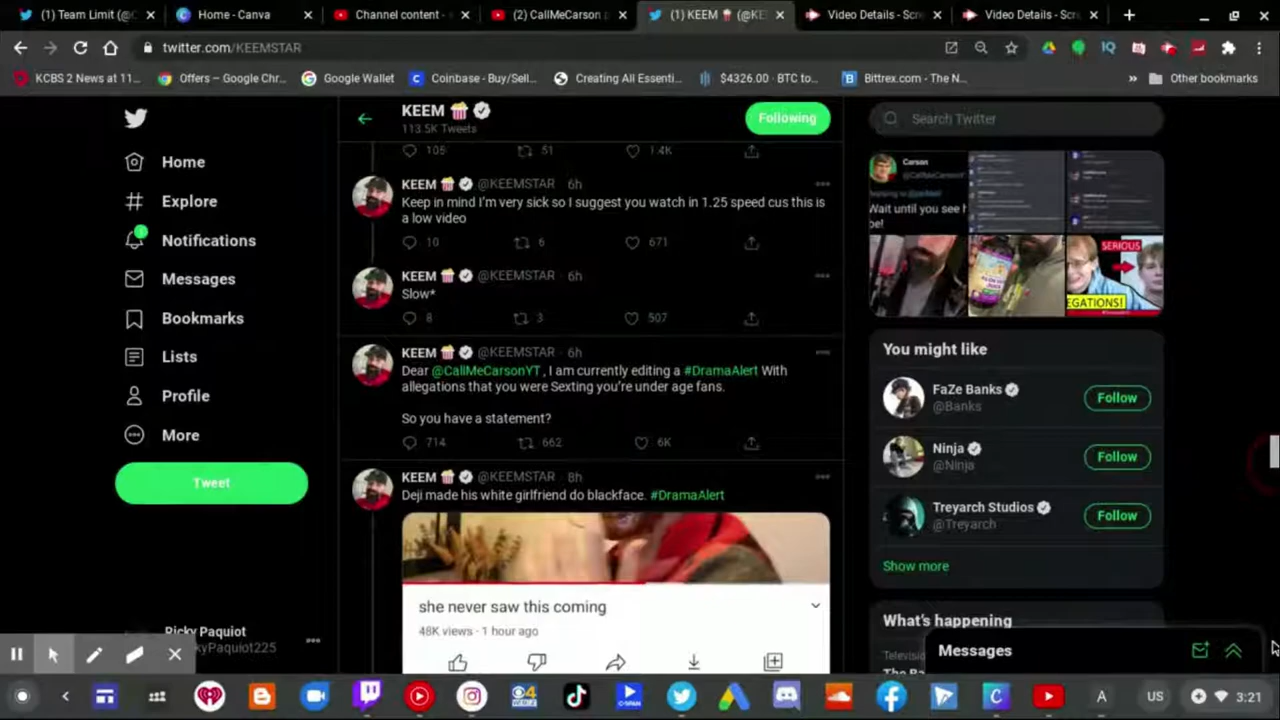 (1) Team Limit (@
Home - Canva
Channel content -
(2) CallMeCarson
(1) KEEM 🍿 (@KE
Video Details - Scr
Video Details - Scr
twitter.com/KEEMSTAR
KCBS 2 News at 11...
Offers – Google Chr...
Google Wallet
Coinbase - Buy/Sell...
Creating All Essenti...
$4326.00 · BTC to...
Bittrex.com - The N...
Other bookmarks
Home
Explore
Notifications
Messages
Bookmarks
Lists
Profile
More
Tweet
Ricky Paquiot
kyPaquiot225
KEEM 🍿
113.5K Tweets
Following
105 51 1.4K
KEEM 🍿 @KEEMSTAR · 6h
Keep in mind I'm very sick so I suggest you watch in 1.25 speed cus this is
a low video
10 6 671
KEEM 🍿 @KEEMSTAR · 6h
Slow*
8 3 507
KEEM 🍿 @KEEMSTAR · 6h
Dear @CallMeCarsonYT , I am currently editing a #DramaAlert With
allegations that you were Sexting you're under age fans.
So you have a statement?
714 662 6K
KEEM 🍿 @KEEMSTAR · 8h
Deji made his white girlfriend do blackface. #DramaAlert
she never saw this coming
48K views · 1 hour ago
Search Twitter
Carson
Wait until you see
be!
SERIOUS
EGATIONS!
You might like
FaZe Banks
@Banks
Follow
Ninja
@Ninja
Follow
Treyarch Studios
@Treyarch
Follow
Show more
What's happening
Messages
US
3:21